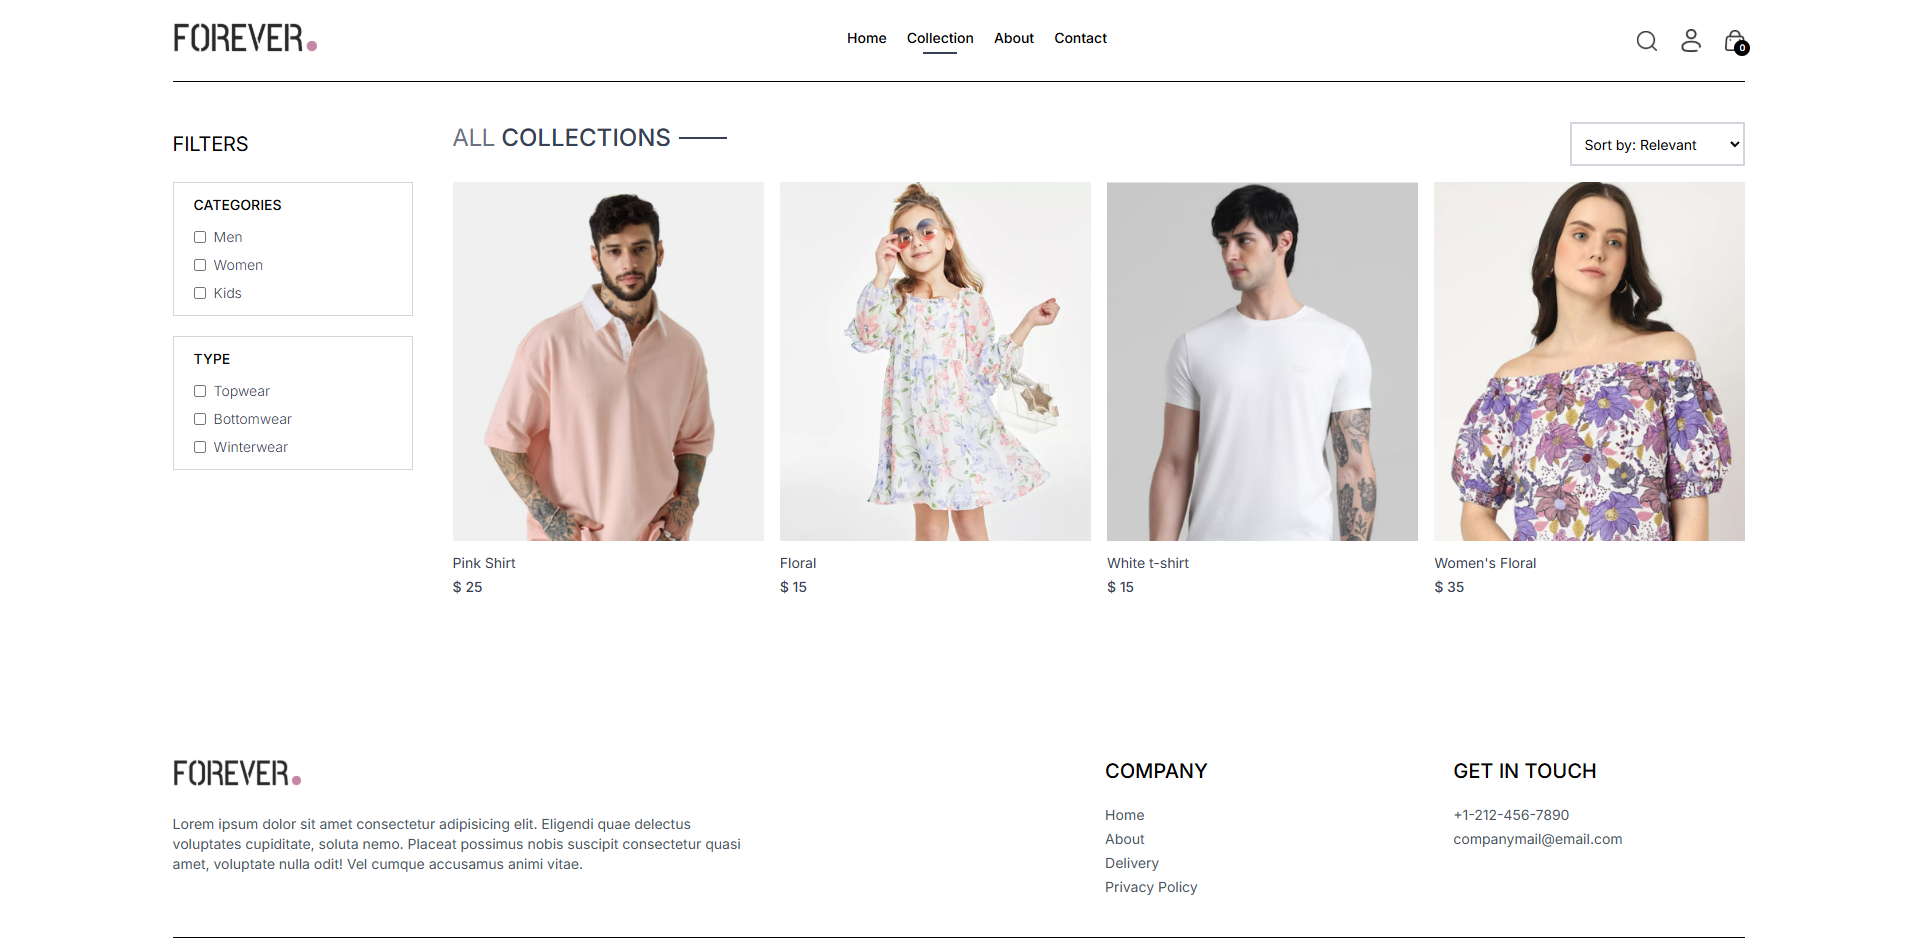 FOREVER.
Home Collection About Contact
0
FILTERS
CATEGORIES
Men
Women
Kids
TYPE
Topwear
Bottomwear
Winterwear
ALL COLLECTIONS
Sort by: Relevant
Pink Shirt
$ 25
Floral
$ 15
White t-shirt
$ 15
Women's Floral
$ 35
FOREVER.
Lorem ipsum dolor sit amet consectetur adipisicing elit. Eligendi quae delectus
voluptates cupiditate, soluta nemo. Placeat possimus nobis suscipit consectetur quasi
amet, voluptate nulla odit! Vel cumque accusamus animi vitae.
COMPANY
Home
About
Delivery
Privacy Policy
GET IN TOUCH
+1-212-456-7890
companymail@email.com